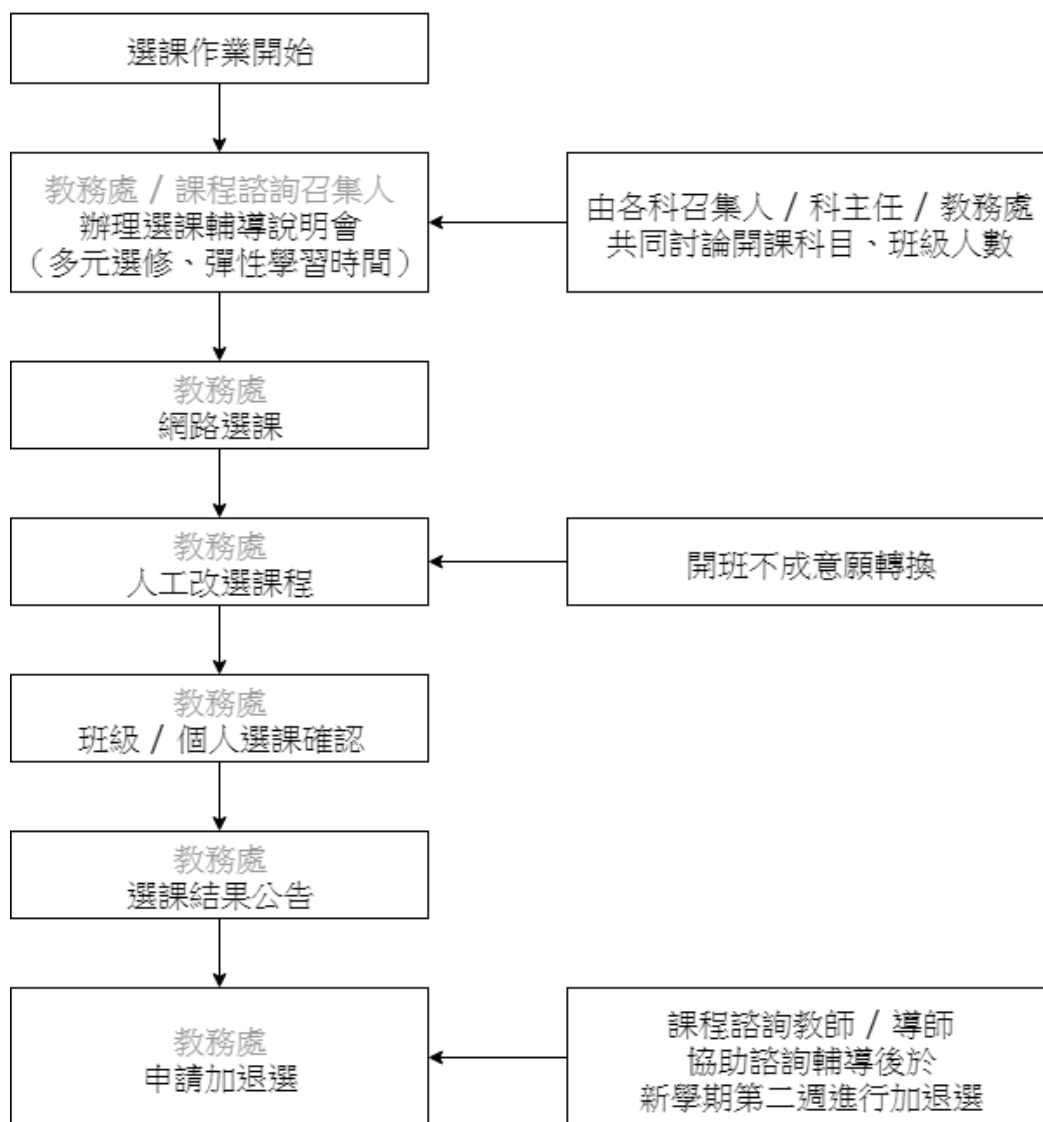 選課作業開始
教務處 / 課程諮詢召集人
辦理選課輔導說明會
（多元選修、彈性學習時間）
由各科召集人 / 科主任 / 教務處
共同討論開課科目、班級人數
教務處
網路選課
教務處
人工改選課程
開班不成意願轉換
教務處
班級 / 個人選課確認
教務處
選課結果公告
教務處
申請加退選
課程諮詢教師 / 導師
協助諮詢輔導後於
新學期第二週進行加退選